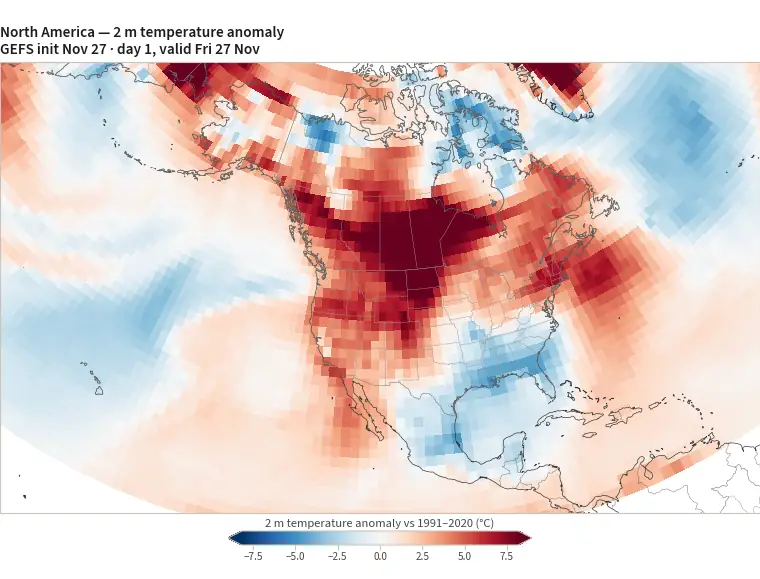 North America — 2 m temperature anomaly
GEFS init Nov 27 · day 1, valid Fri 27 Nov
2 m temperature anomaly vs 1991–2020 (°C)
−7.5 −5.0 −2.5 0.0 2.5 5.0 7.5